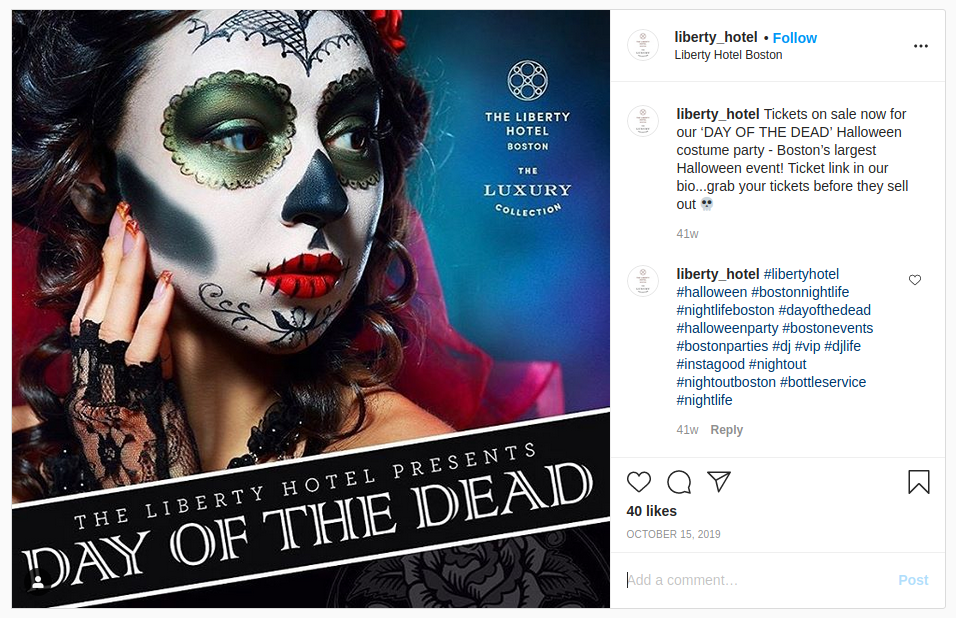 THE LIBERTY
HOTEL
BOSTON
THE
LUXURY
COLLECTION
THE LIBERTY HOTEL PRESENTS
DAY OF THE DEAD
liberty_hotel • Follow
Liberty Hotel Boston
liberty_hotel Tickets on sale now for
our ‘DAY OF THE DEAD’ Halloween
costume party - Boston’s largest
Halloween event! Ticket link in our
bio...grab your tickets before they sell
out 💀
41w
liberty_hotel #libertyhotel
#halloween #bostonnightlife
#nightlifeboston #dayofthedead
#halloweenparty #bostonevents
#bostonparties #dj #vip #djlife
#instagood #nightout
#nightoutboston #bottleservice
#nightlife
41w Reply
40 likes
OCTOBER 15, 2019
Add a comment… Post